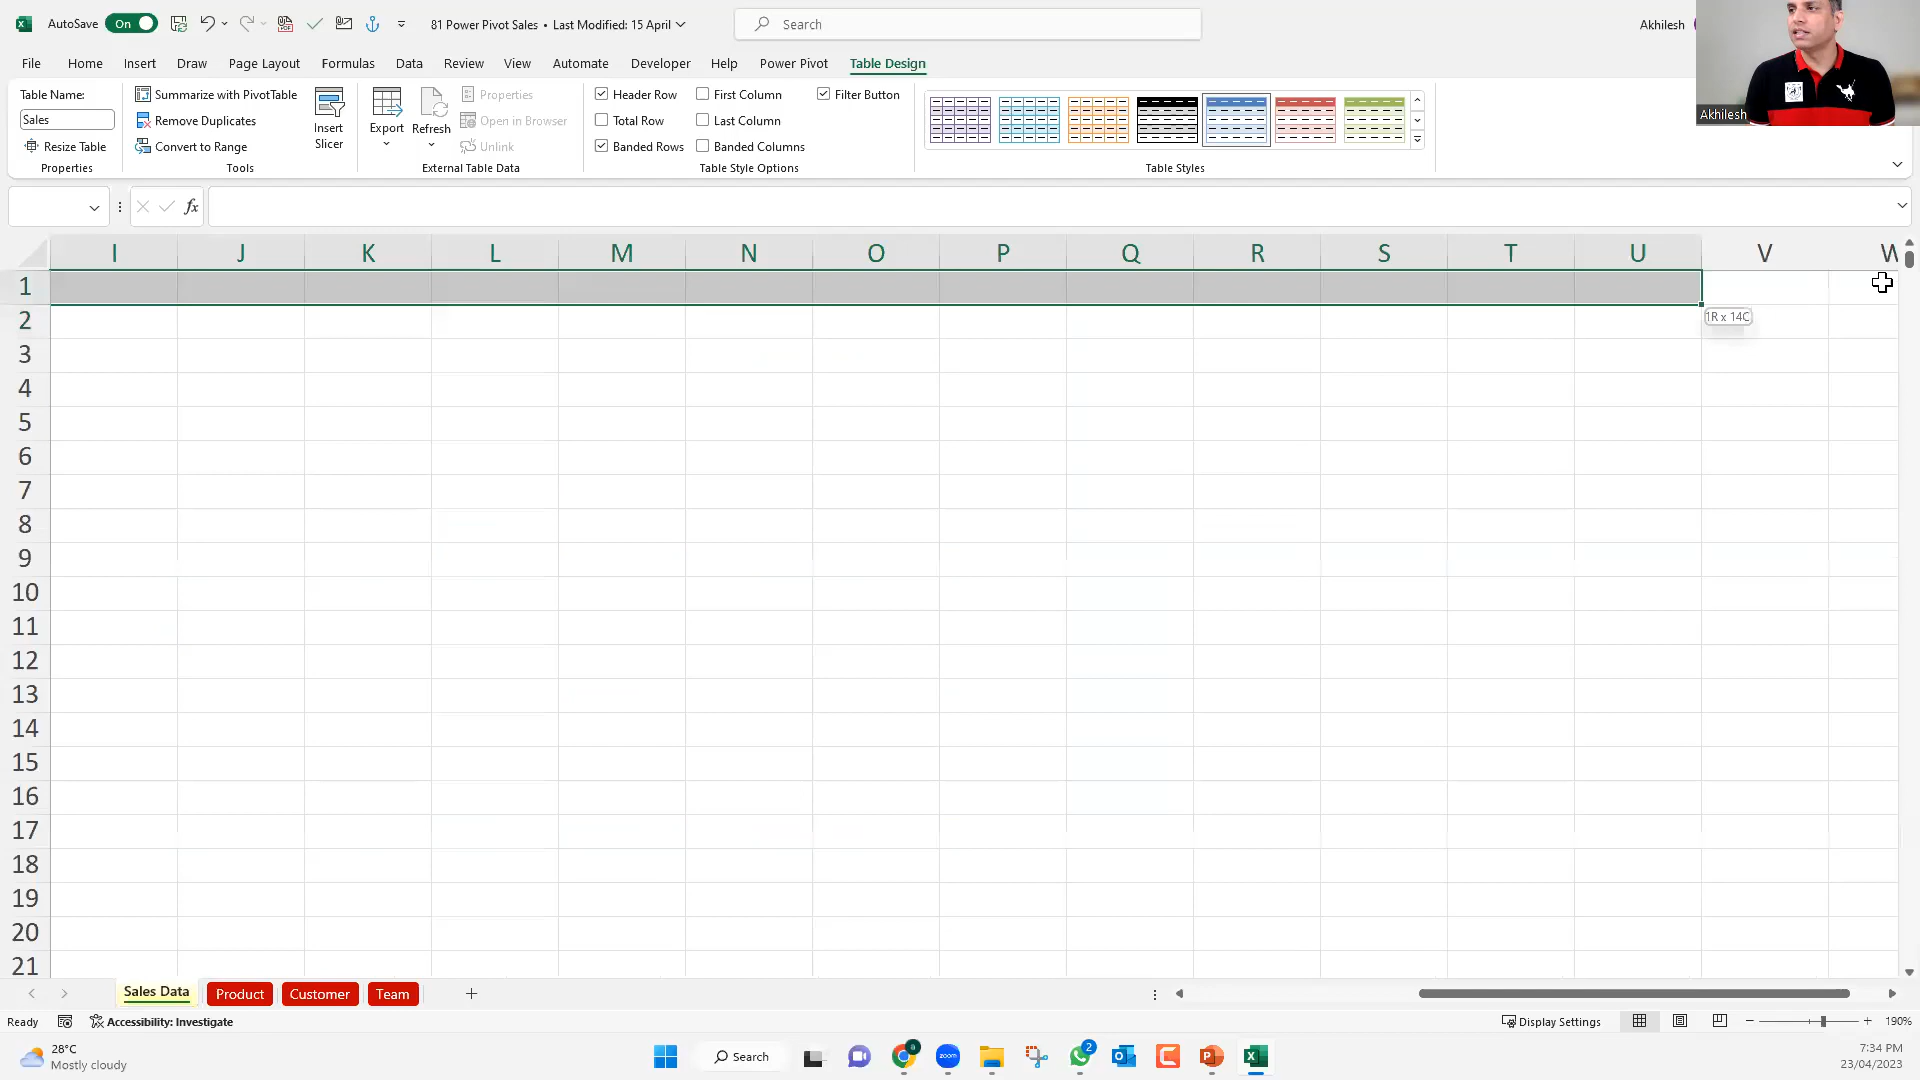 AutoSave On 81 Power Pivot Sales • Last Modified: 15 April Search Akhilesh
File Home Insert Draw Page Layout Formulas Data Review View Automate Developer Help Power Pivot Table Design
Table Name:
Sales
Resize Table
Properties
Summarize with PivotTable
Remove Duplicates
Convert to Range
Insert
Slicer
Tools
Export Refresh
Properties
Open in Browser
Unlink
External Table Data
Header Row First Column Filter Button
Total Row Last Column
Banded Rows Banded Columns
Table Style Options
Table Styles
Akhilesh
fx
I J K L M N O P Q R S T U V W
1
1R x 14C
2
3
4
5
6
7
8
9
10
11
12
13
14
15
16
17
18
19
20
21
Sales Data Product Customer Team
Ready Accessibility: Investigate Display Settings 190%
28°C
Mostly cloudy
Search
zoom
2
7:34 PM
23/04/2023